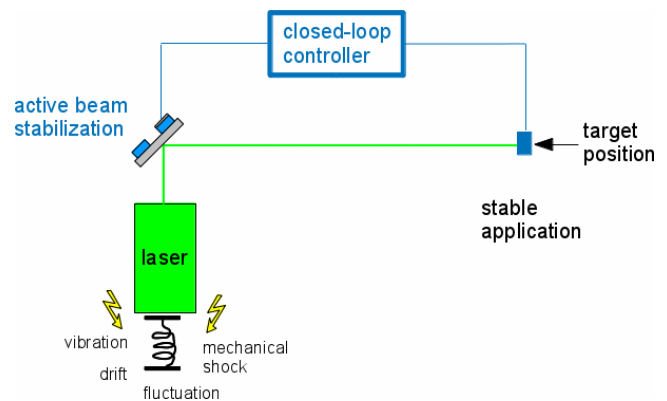 closed-loop
controller
active beam
stabilization
target
position
stable
application
laser
vibration
mechanical
shock
drift
fluctuation